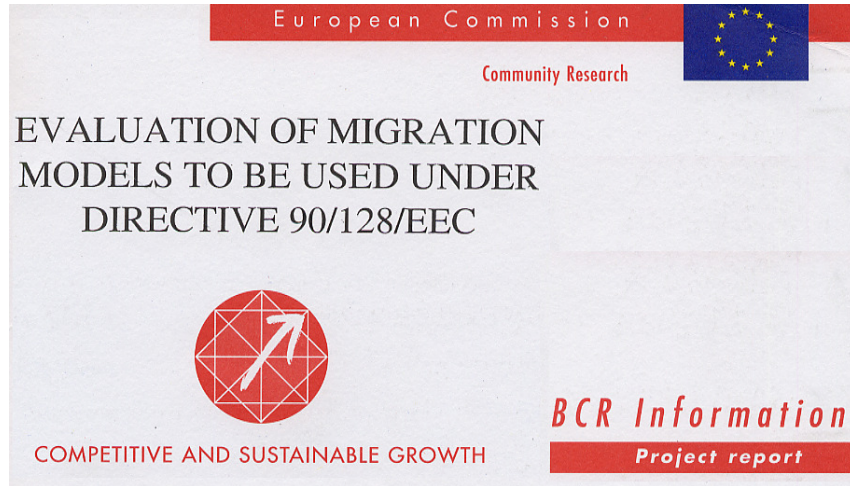 European Commission
Community Research
EVALUATION OF MIGRATION
MODELS TO BE USED UNDER
DIRECTIVE 90/128/EEC
BCR Information
COMPETITIVE AND SUSTAINABLE GROWTH
Project report